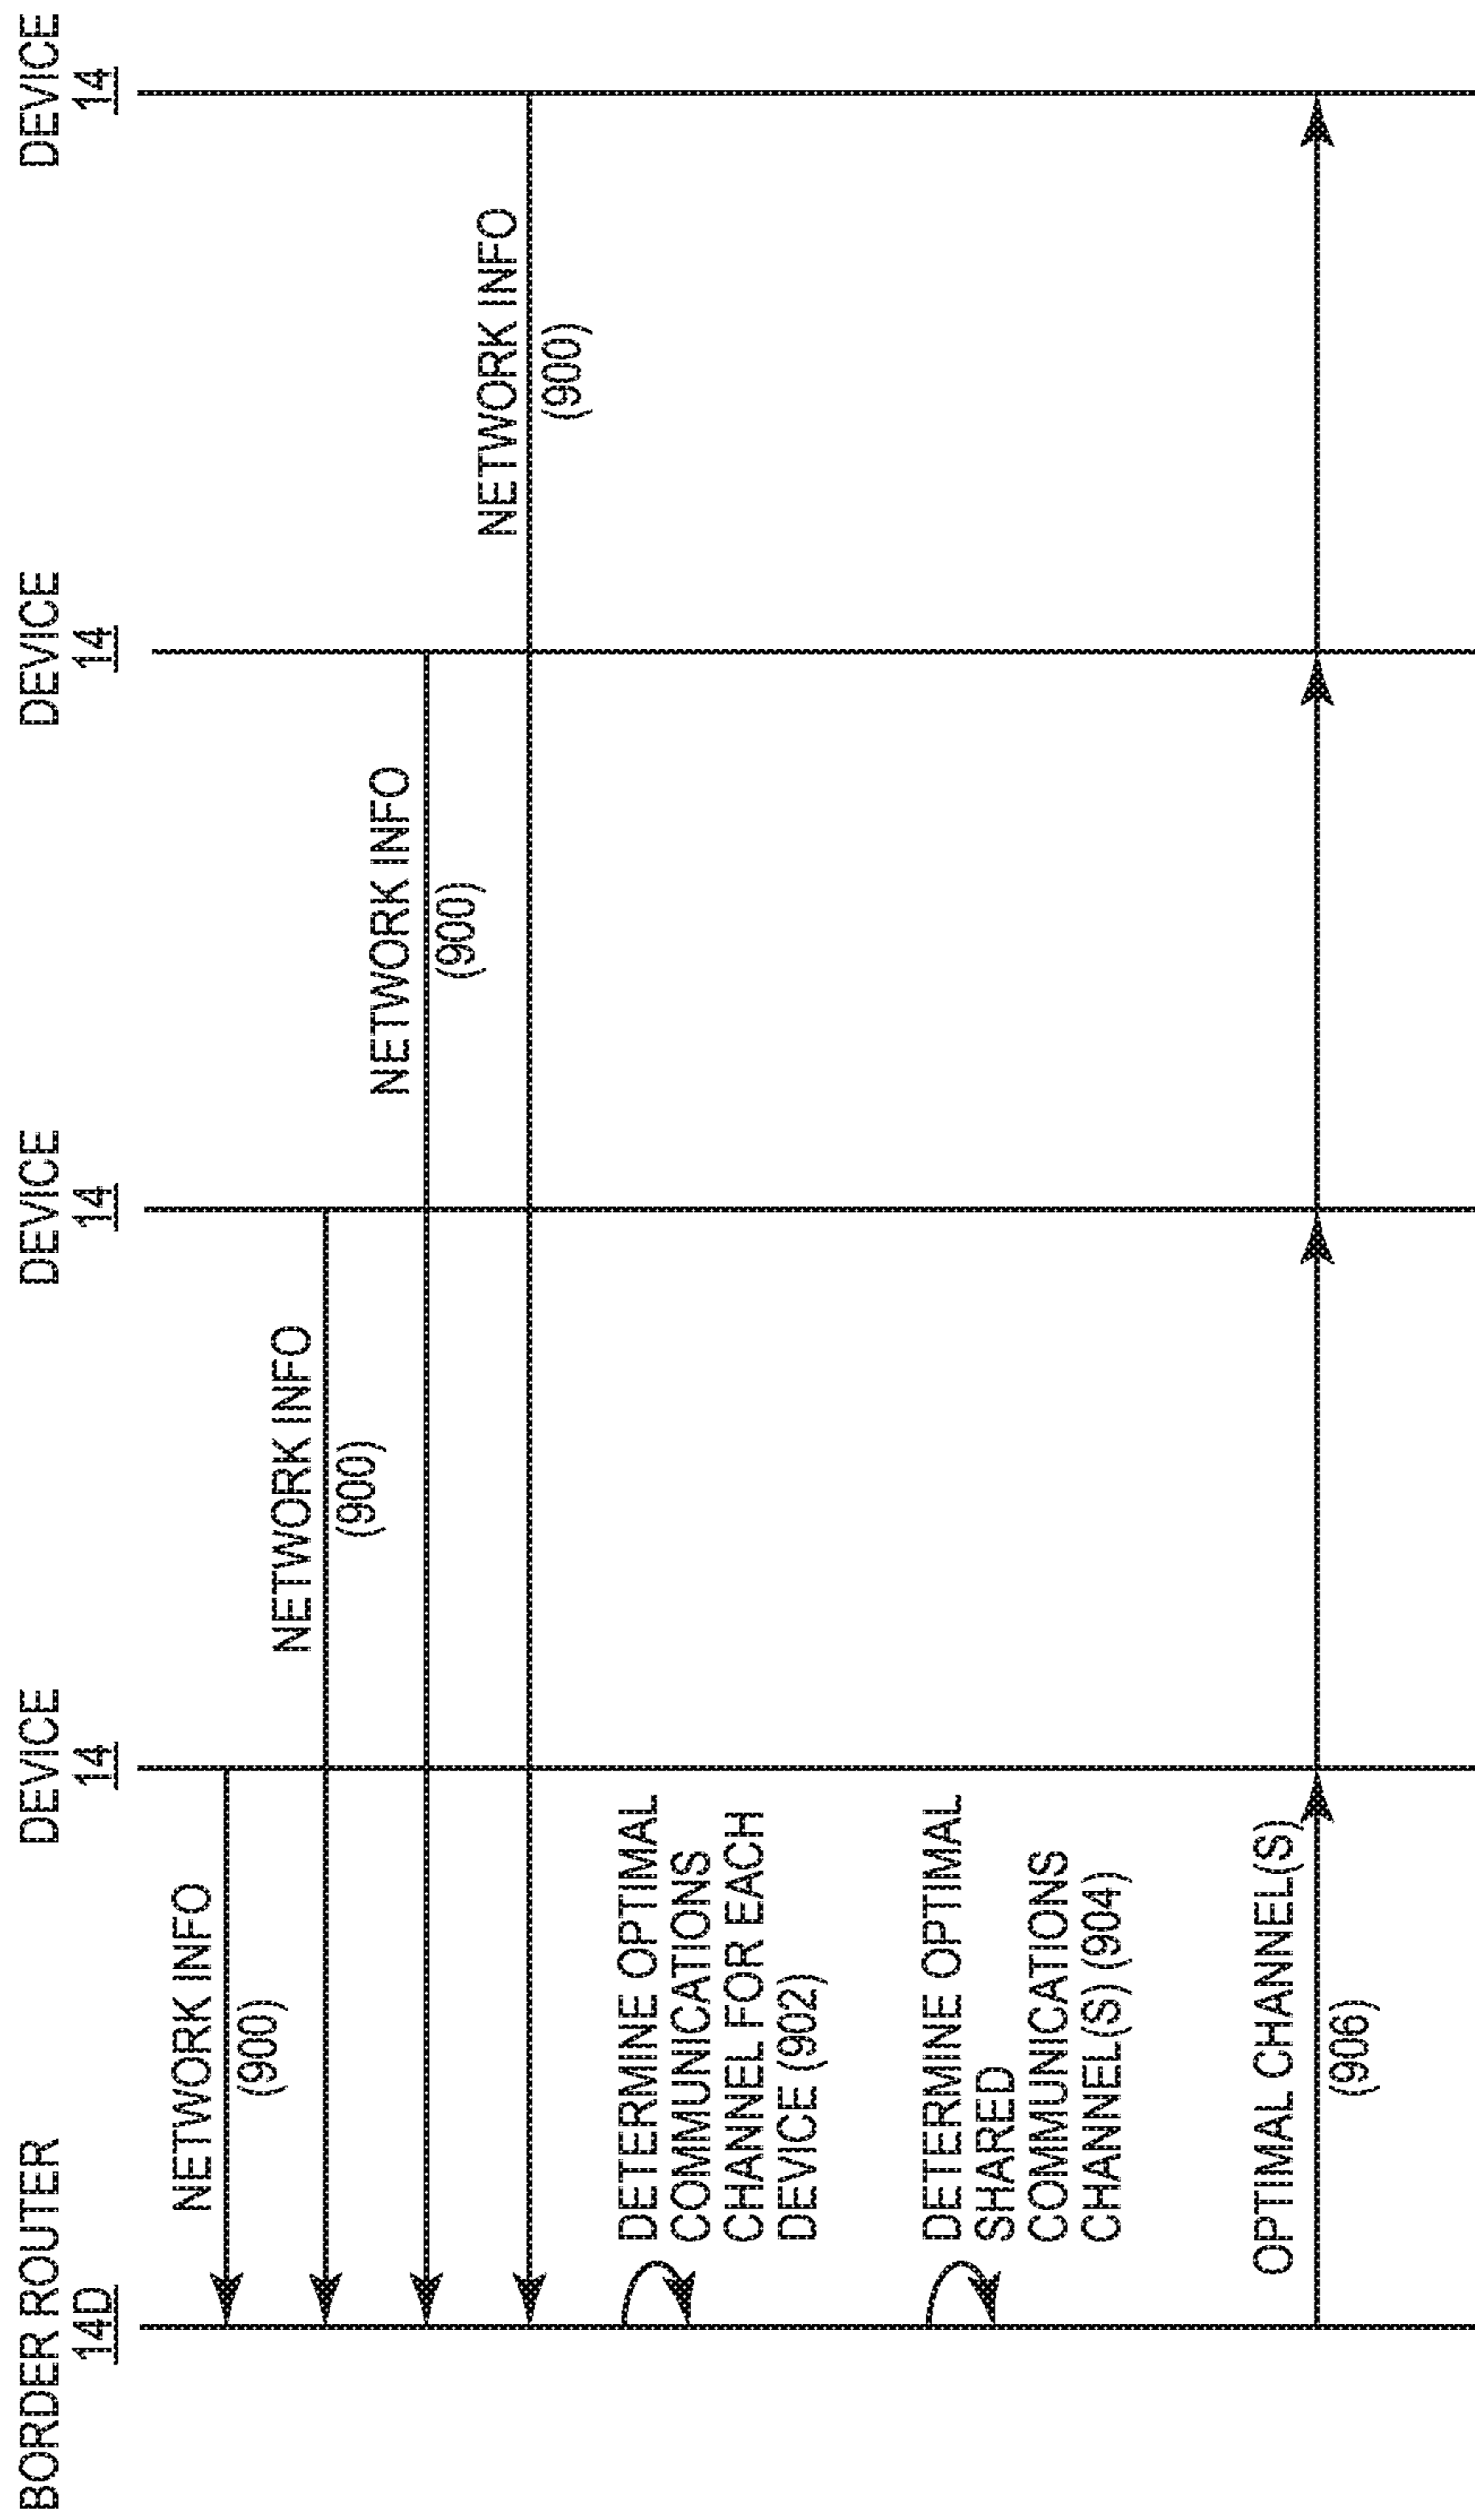 BORDER ROUTER
14D
DEVICE
14
DEVICE
14
DEVICE
14
DEVICE
14
NETWORK INFO
(900)
NETWORK INFO
(900)
NETWORK INFO
(900)
NETWORK INFO
(900)
DETERMINE OPTIMAL
COMMUNICATIONS
CHANNEL FOR EACH
DEVICE (902)
DETERMINE OPTIMAL
SHARED
COMMUNICATIONS
CHANNEL(S) (904)
OPTIMAL CHANNEL(S)
(906)